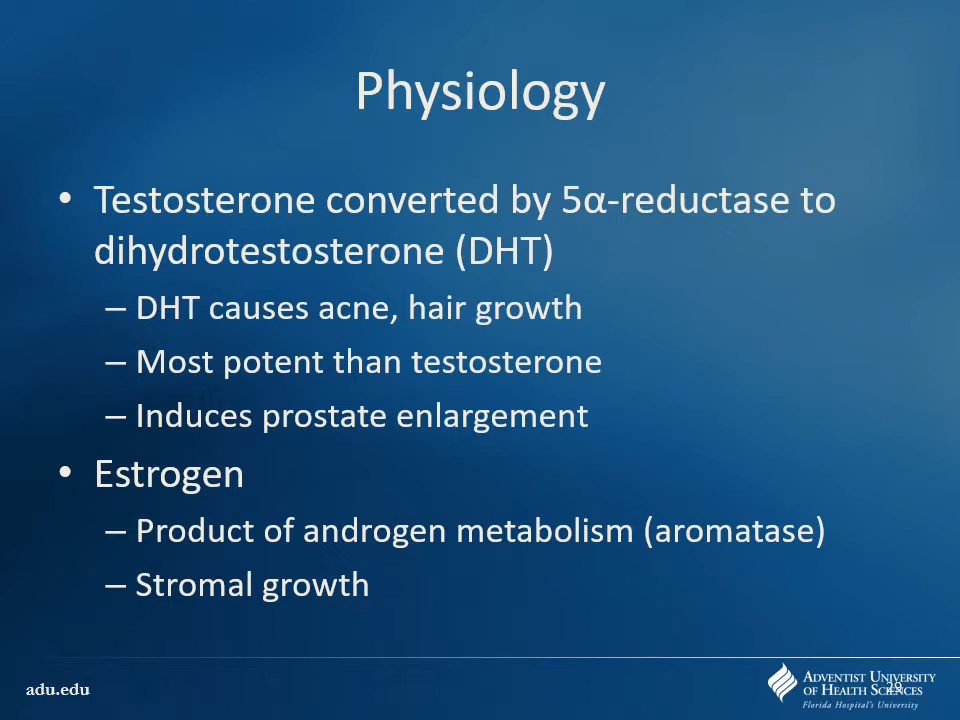 Physiology
• Testosterone converted by 5α-reductase to
dihydrotestosterone (DHT)
– DHT causes acne, hair growth
– Most potent than testosterone
– Induces prostate enlargement
• Estrogen
– Product of androgen metabolism (aromatase)
– Stromal growth
adu.edu
ADVENTIST UNIVERSITY
OF HEALTH SCIENCES
29
Florida Hospital's University